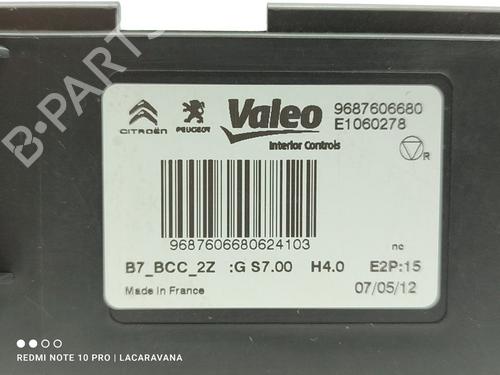 CITROËN PEUGEOT Valeo 9687606680
E1060278
Interior Controls
R
9687606680624103
nc
B7_BCC_2Z :G S7.00 H4.0 E2P:15
Made in France 07/05/12
B-PARTS
REDMI NOTE 10 PRO | LACARAVANA